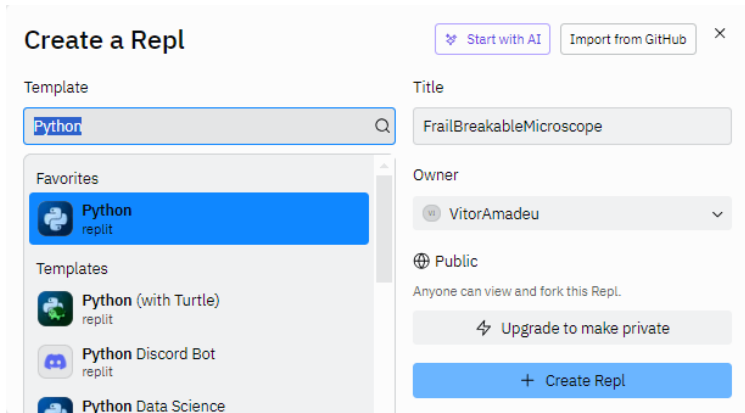 Create a Repl
Start with AI
Import from GitHub
Template
Python
Favorites
Python
replit
Templates
Python (with Turtle)
replit
Python Discord Bot
replit
Python Data Science
Title
FrailBreakableMicroscope
Owner
VI VitorAmadeu
Public
Anyone can view and fork this Repl.
Upgrade to make private
+ Create Repl